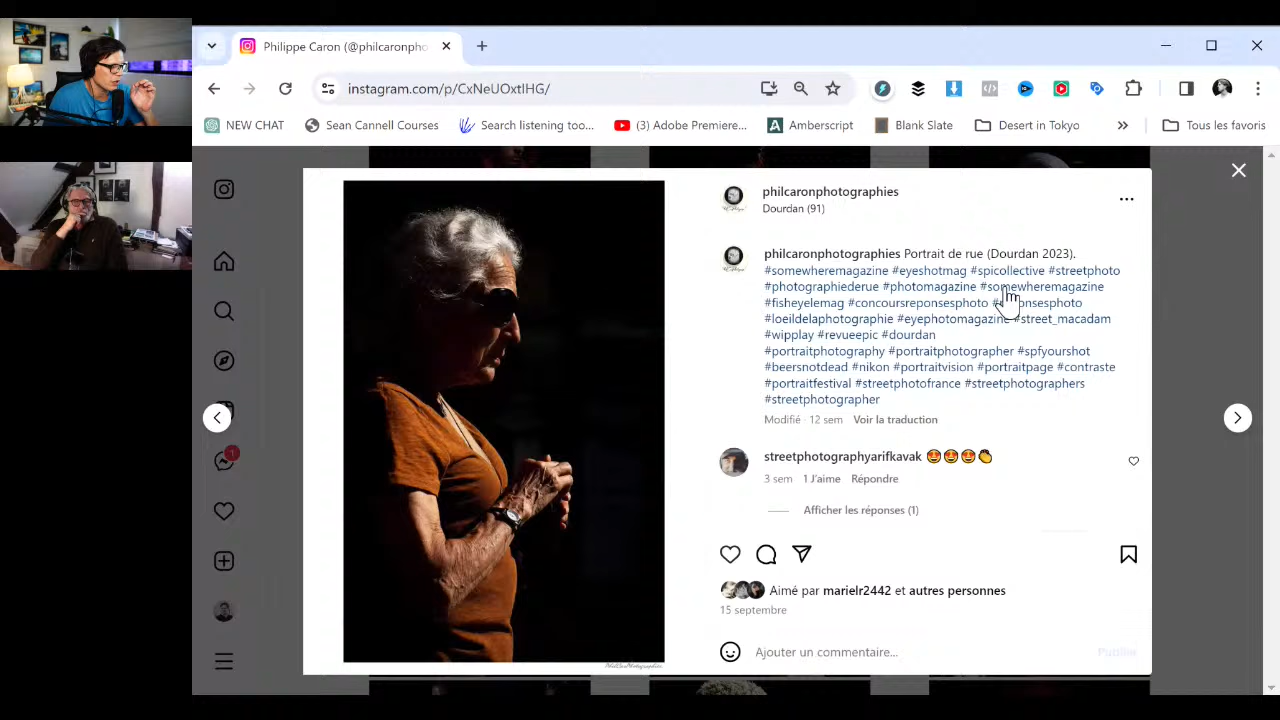 Philippe Caron (@philcaronpho
instagram.com/p/CxNeUOxtIHG/
NEW CHAT
Sean Cannell Courses
Search listening too...
(3) Adobe Premiere...
Amberscript
Blank Slate
Desert in Tokyo
Tous les favoris
philcaronphotographies
Dourdan (91)
philcaronphotographies Portrait de rue (Dourdan 2023).
#somewheremagazine #eyeshotmag #spicollective #streetphoto
#photographiederue #photomagazine #somewheremagazine
#fisheyelemag #concoursreponsesphoto
#loeildelaphotographie #eyephotomagazine #street_macadam
#wipplay #revueepic #dourdan
#portraitphotography #portraitphotographer #spfyourshot
#beersnotdead #nikon #portraitvision #portraitpage #contraste
#portraitfestival #streetphotofrance #streetphotographers
#streetphotographer
Modifié · 12 sem Voir la traduction
streetphotographyarifkavak 🤩🤩🤩👏
3 sem 1 J'aime Répondre
Afficher les réponses (1)
1
Aimé par marielr2442 et autres personnes
15 septembre
Ajouter un commentaire...
Publier